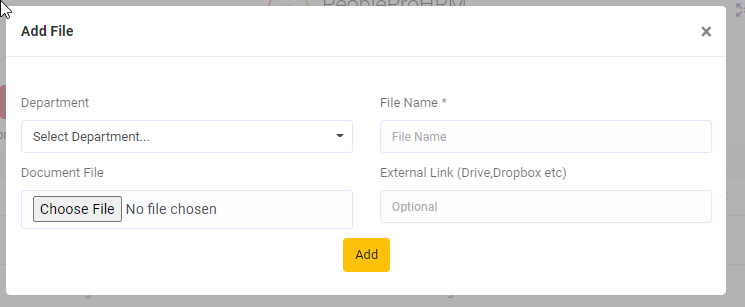 PeopleProHRM
Add File
×
Department
File Name *
Select Department...
File Name
Document File
External Link (Drive,Dropbox etc)
Choose File No file chosen
Optional
Add